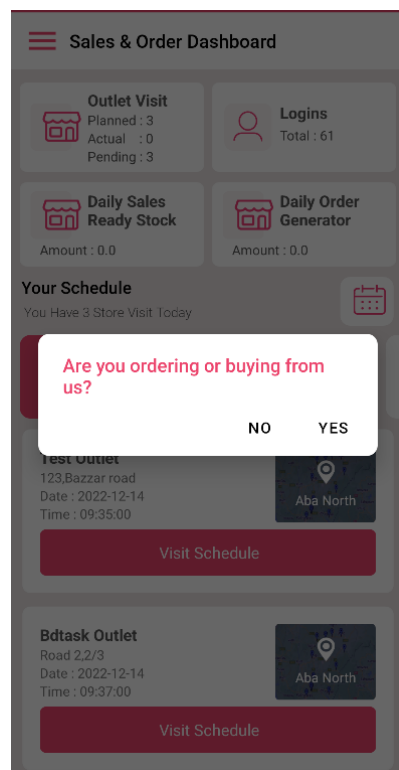 Sales & Order Dashboard
Outlet Visit
Planned : 3
Actual : 0
Pending : 3
Logins
Total : 61
Daily Sales
Ready Stock
Amount : 0.0
Daily Order
Generator
Amount : 0.0
Your Schedule
You Have 3 Store Visit Today
Are you ordering or buying from
us?
NO YES
Test Outlet
123,Bazzar road
Date : 2022-12-14
Time : 09:35:00
Aba North
Visit Schedule
Bdtask Outlet
Road 2,2/3
Date : 2022-12-14
Time : 09:37:00
Aba North
Visit Schedule